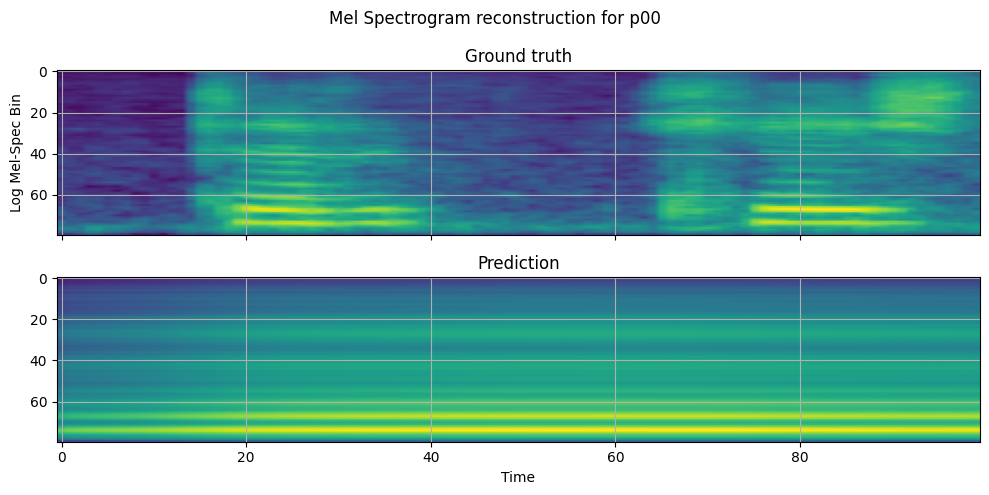 Mel Spectrogram reconstruction for p00
Ground truth
0
20
40
60
Log Mel-Spec Bin
Prediction
0
20
40
60
0 20 40 60 80
Time